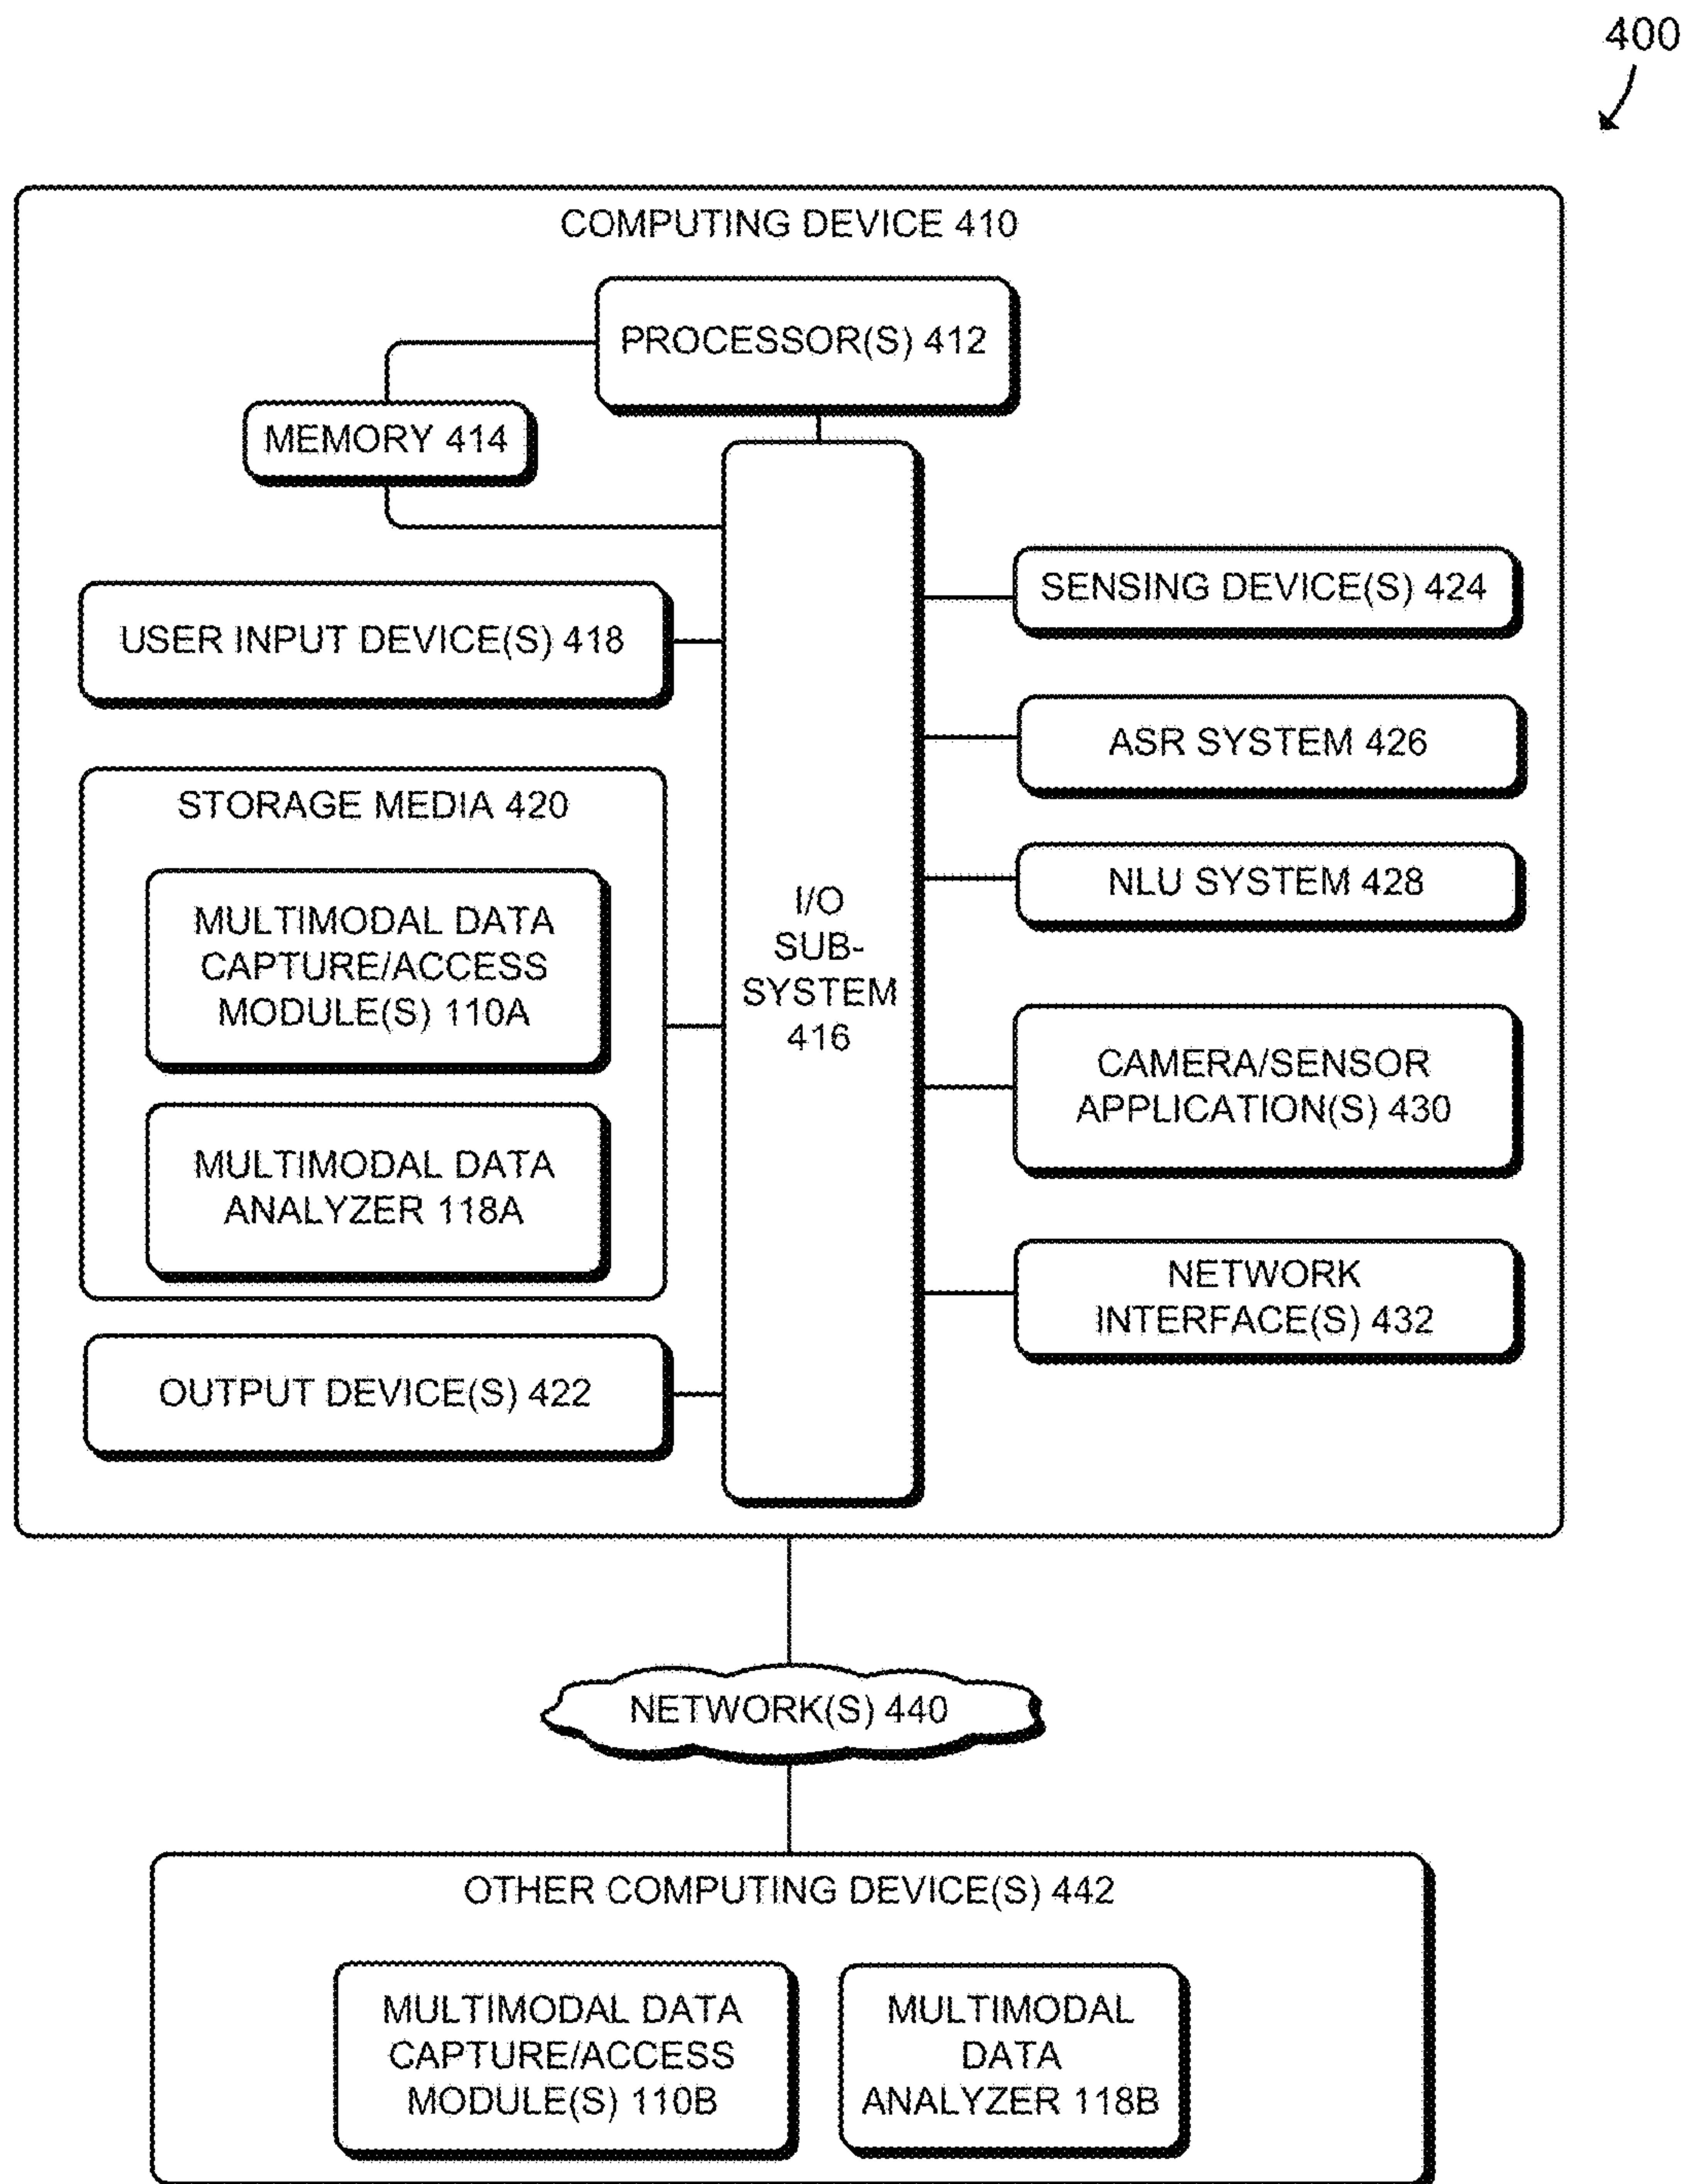 400
COMPUTING DEVICE 410
PROCESSOR(S) 412
MEMORY 414
USER INPUT DEVICE(S) 418
STORAGE MEDIA 420
MULTIMODAL DATA
CAPTURE/ACCESS
MODULE(S) 110A
MULTIMODAL DATA
ANALYZER 118A
OUTPUT DEVICE(S) 422
I/O
SUB-
SYSTEM
416
SENSING DEVICE(S) 424
ASR SYSTEM 426
NLU SYSTEM 428
CAMERA/SENSOR
APPLICATION(S) 430
NETWORK
INTERFACE(S) 432
NETWORK(S) 440
OTHER COMPUTING DEVICE(S) 442
MULTIMODAL DATA
CAPTURE/ACCESS
MODULE(S) 110B
MULTIMODAL
DATA
ANALYZER 118B